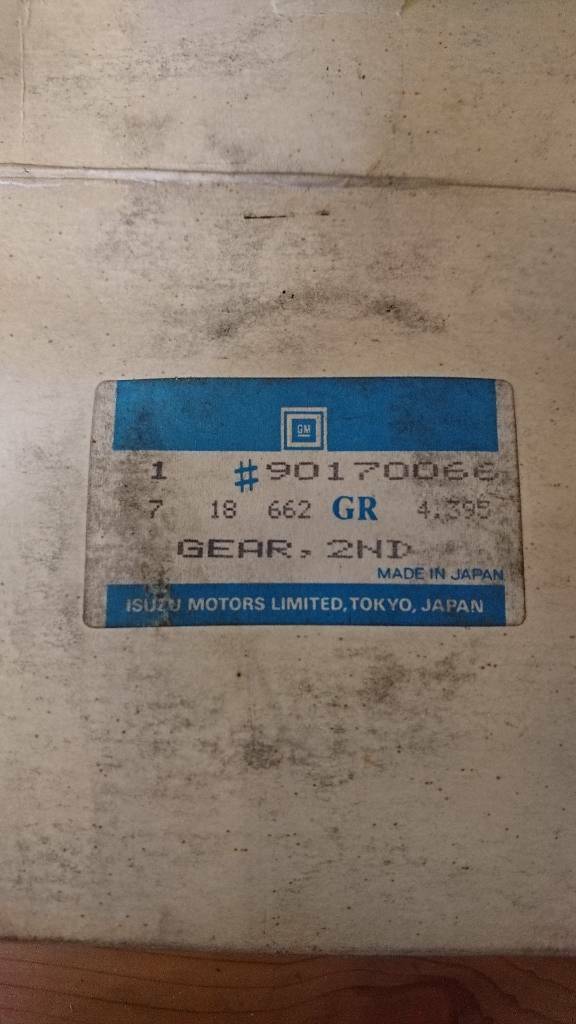 GM
1 #90170066
7 18 662 GR 4.395
GEAR, 2ND
MADE IN JAPAN
ISUZU MOTORS LIMITED, TOKYO, JAPAN